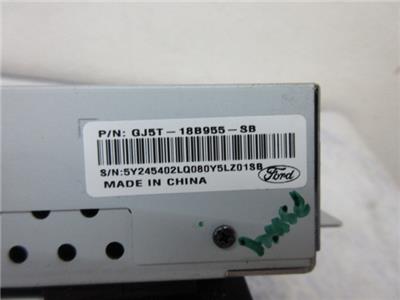 P/N: GJ5T-18B955-SB
S/N:5Y245402LQ080Y5LZ01SB
MADE IN CHINA
Ford